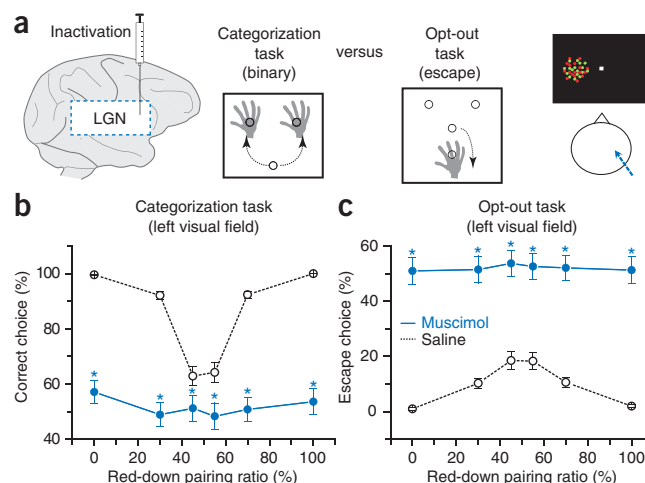 a
Inactivation
LGN
Categorization
task
(binary)
versus
Opt-out
task
(escape)
b
Categorization task
(left visual field)
Correct choice (%)
100
80
60
40
* * * * * *
0 20 40 60 80 100
Red-down pairing ratio (%)
c
Opt-out task
(left visual field)
Escape choice (%)
60
40
20
0
* * * * * *
Muscimol
Saline
0 20 40 60 80 100
Red-down pairing ratio (%)